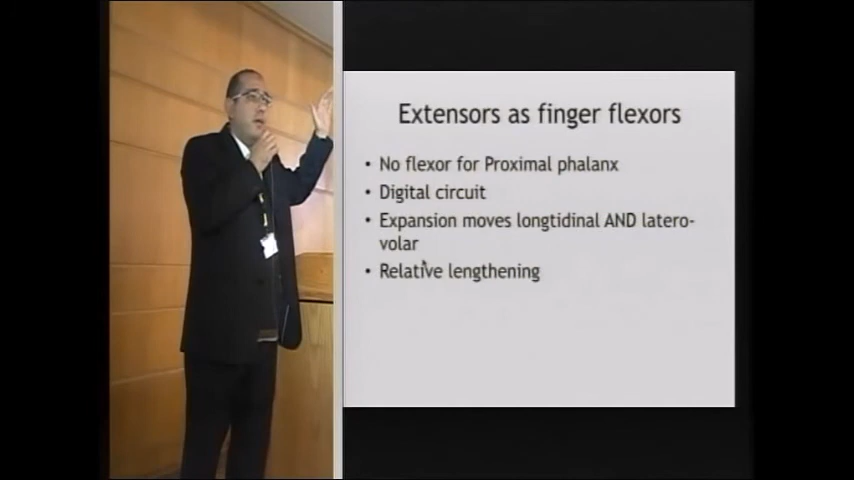 Extensors as finger flexors
• No flexor for Proximal phalanx
• Digital circuit
• Expansion moves longtidinal AND latero-
volar
• Relative lengthening